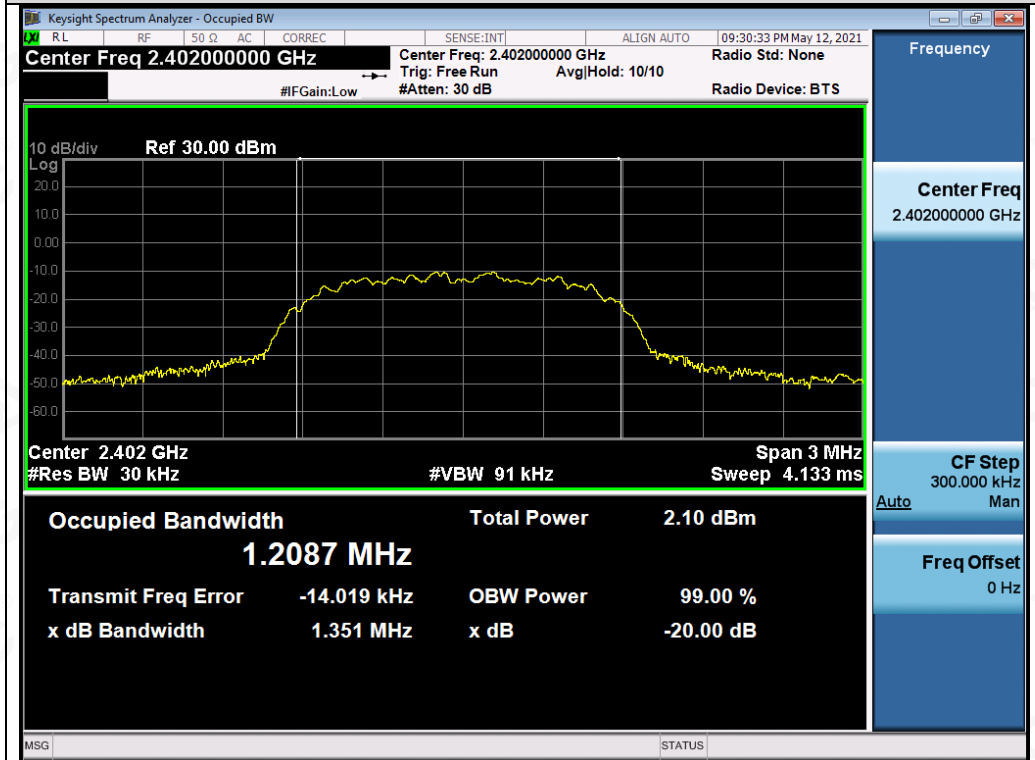 Keysight Spectrum Analyzer - Occupied BW
LXI RL RF 50 Ω AC CORREC SENSE:INT ALIGN AUTO 09:30:33 PM May 12, 2021
Center Freq 2.402000000 GHz
Center Freq: 2.402000000 GHz
Radio Std: None
Trig: Free Run Avg|Hold: 10/10
#IFGain:Low
#Atten: 30 dB
Radio Device: BTS
10 dB/div Ref 30.00 dBm
Log
20.0
10.0
0.00
-10.0
-20.0
-30.0
-40.0
-50.0
-60.0
Center 2.402 GHz Span 3 MHz
#Res BW 30 kHz #VBW 91 kHz Sweep 4.133 ms
Occupied Bandwidth Total Power 2.10 dBm
1.2087 MHz
Transmit Freq Error -14.019 kHz OBW Power 99.00 %
x dB Bandwidth 1.351 MHz x dB -20.00 dB
MSG STATUS
Frequency
Center Freq
2.402000000 GHz
CF Step
300.000 kHz
Auto Man
Freq Offset
0 Hz